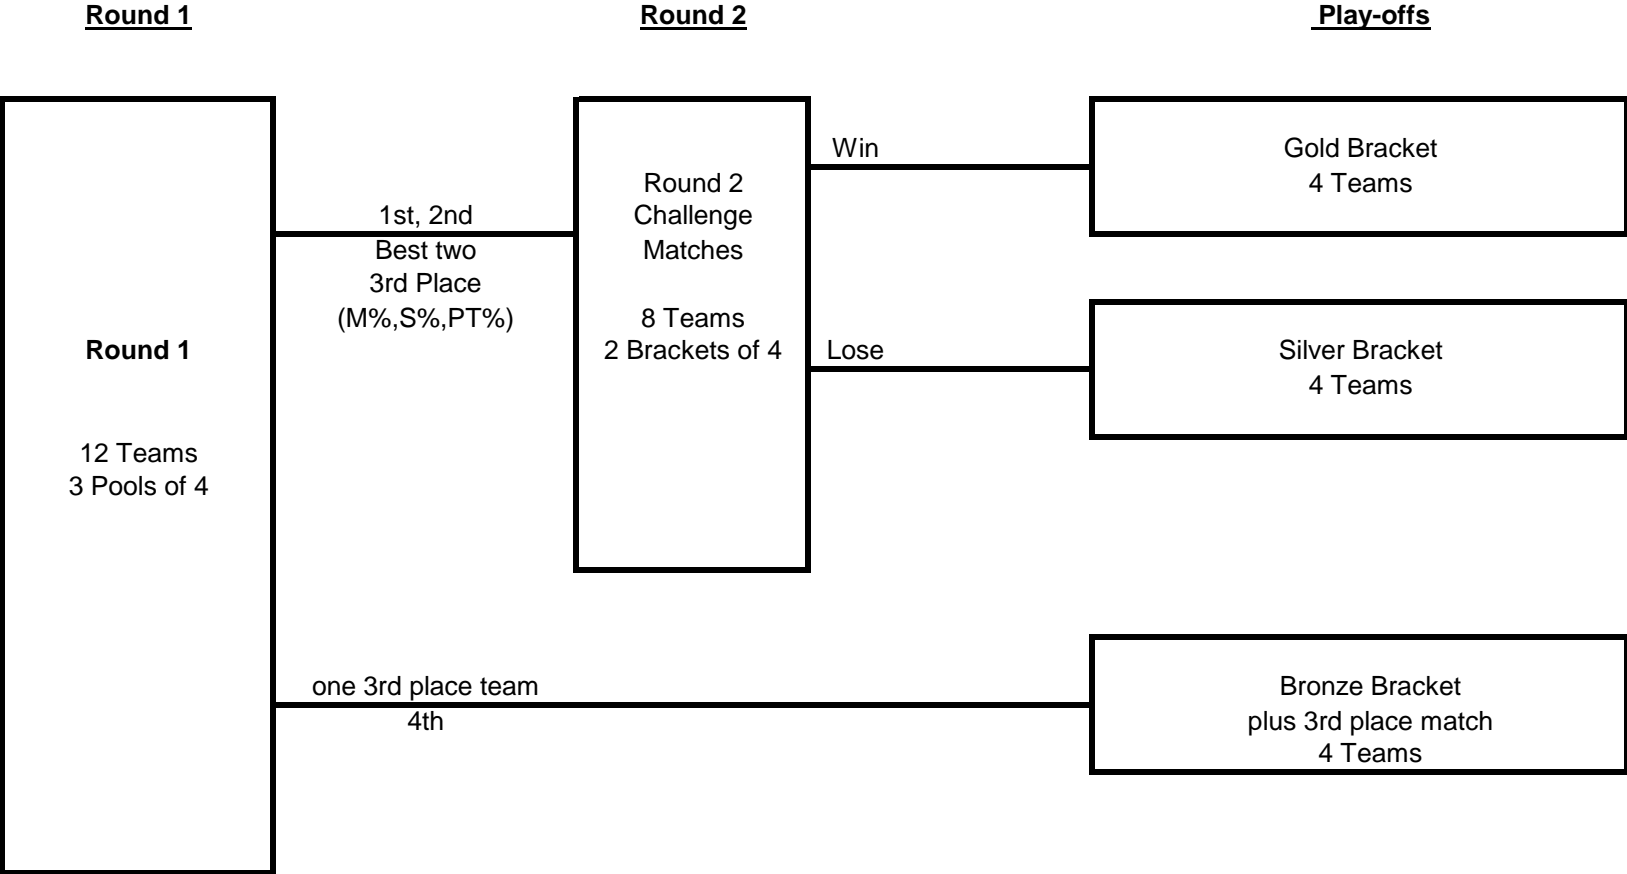 Round 1
Round 2
Play-offs
Round 1
12 Teams
3 Pools of 4
1st, 2nd
Best two
3rd Place
(M%,S%,PT%)
Round 2
Challenge
Matches
8 Teams
2 Brackets of 4
Win
Lose
Gold Bracket
4 Teams
Silver Bracket
4 Teams
one 3rd place team
4th
Bronze Bracket
plus 3rd place match
4 Teams